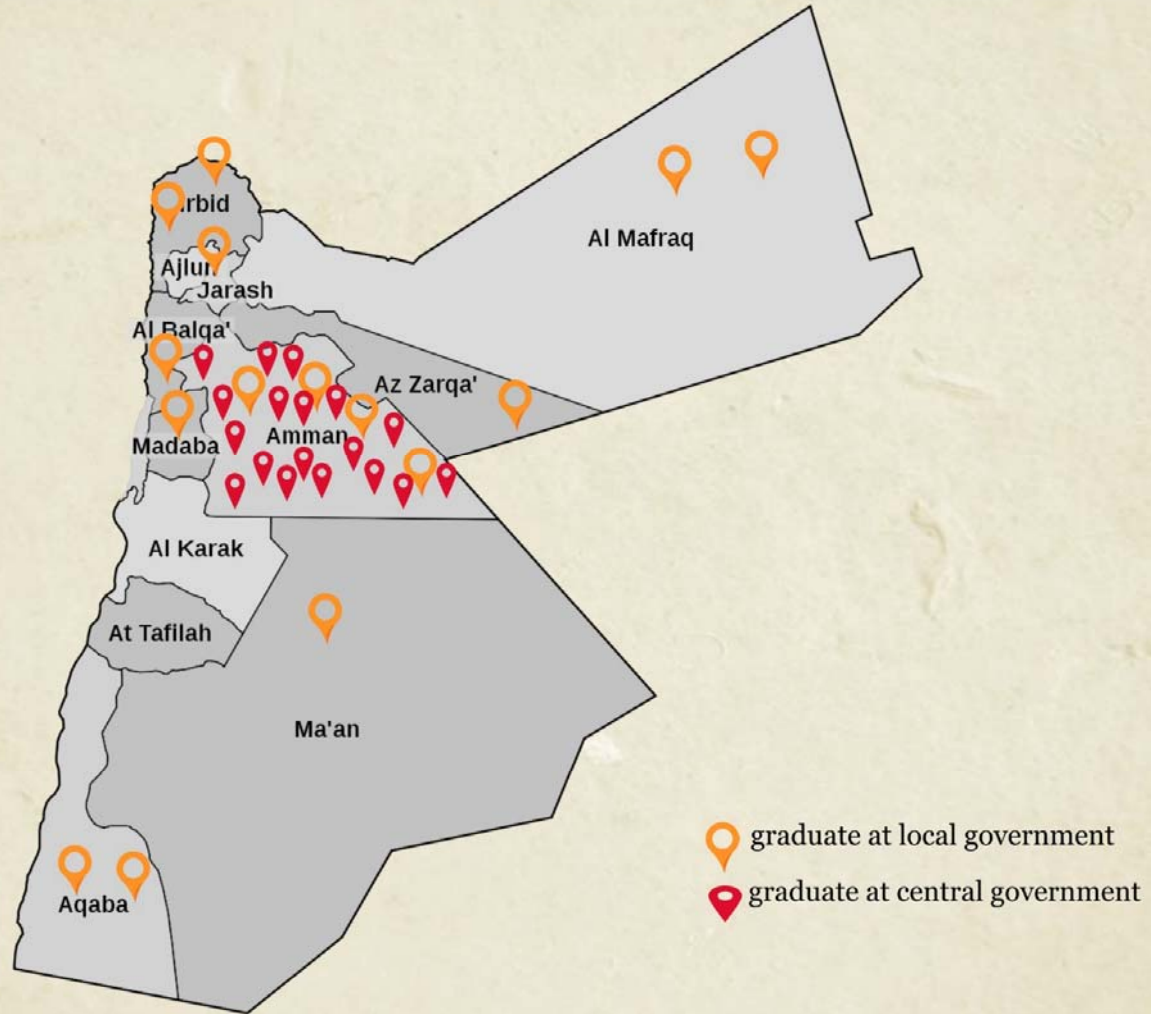 Irbid
Al Mafraq
Ajlun
Jarash
Al Balqa'
Az Zarqa'
Amman
Madaba
Al Karak
At Tafilah
Ma'an
graduate at local government
graduate at central government
Aqaba